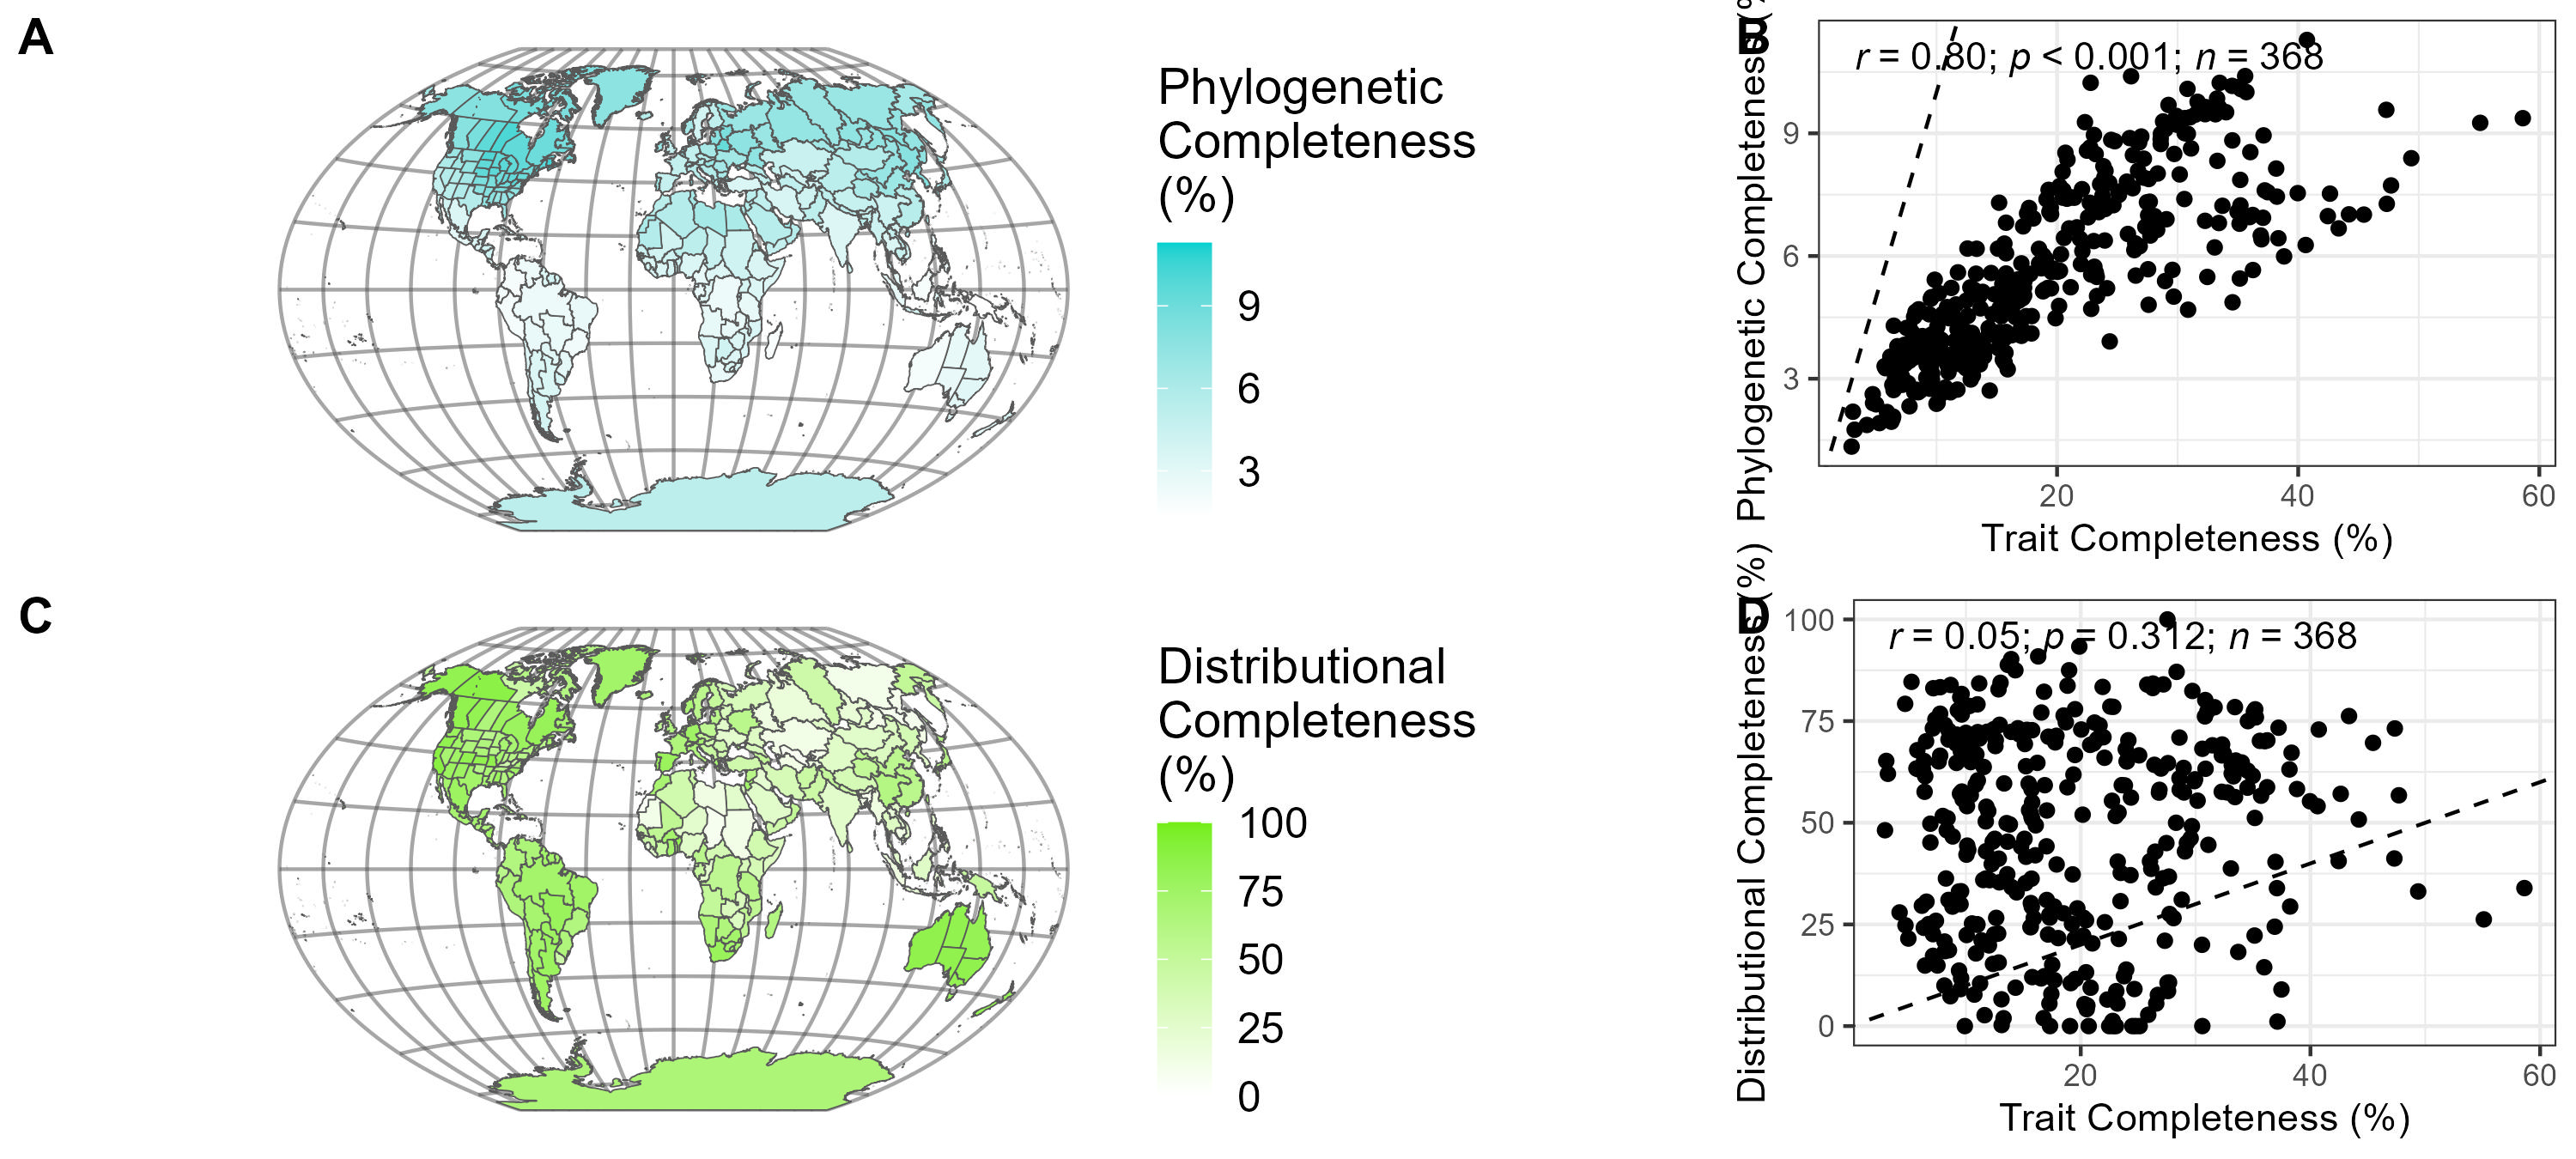 A
Phylogenetic
Completeness
(%)
9
6
3
B
Phylogenetic Completeness (%)
r = 0.80; p < 0.001; n = 368
9
6
3
20
40
60
Trait Completeness (%)
C
Distributional
Completeness
(%)
100
75
50
25
0
D
Distributional Completeness (%)
r = 0.05; p = 0.312; n = 368
100
75
50
25
0
20
40
60
Trait Completeness (%)